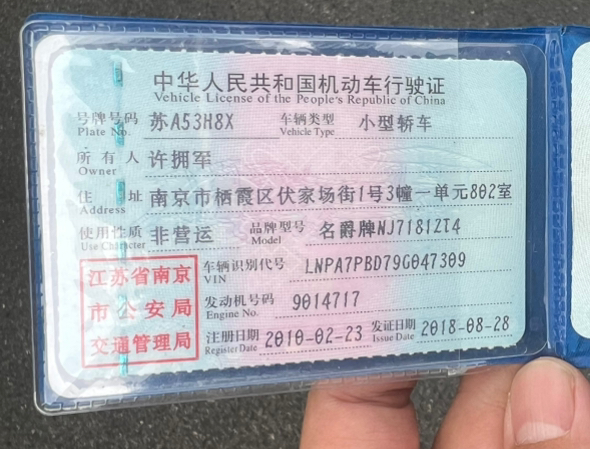 中华人民共和国机动车行驶证
Vehicle License of the People's Republic of China
号牌号码 苏A53H8X 车辆类型 小型轿车
Plate No. Vehicle Type
所有人 许拥军
Owner
住址 南京市栖霞区伏家场街1号3幢一单元802室
Address
使用性质 非营运 品牌型号 名爵牌NJ7181ZT4
Use Character Model
江苏省南京
市公安局
交通管理局
车辆识别代号 LNPA7PBD79G047309
VIN
发动机号码 9014717
Engine No.
注册日期 2010-02-23 发证日期 2018-08-28
Register Date Issue Date